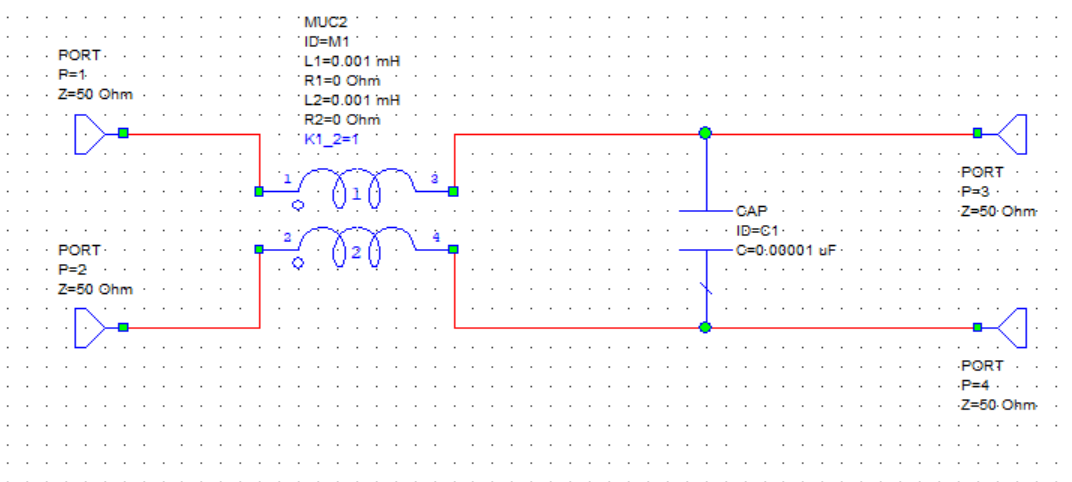 MUC2
ID=M1
L1=0.001 mH
R1=0 Ohm
L2=0.001 mH
R2=0 Ohm
K1_2=1
PORT
P=1
Z=50 Ohm
1
3
1
2
4
2
PORT
P=2
Z=50 Ohm
CAP
ID=C1
C=0.00001 uF
PORT
P=3
Z=50 Ohm
PORT
P=4
Z=50 Ohm